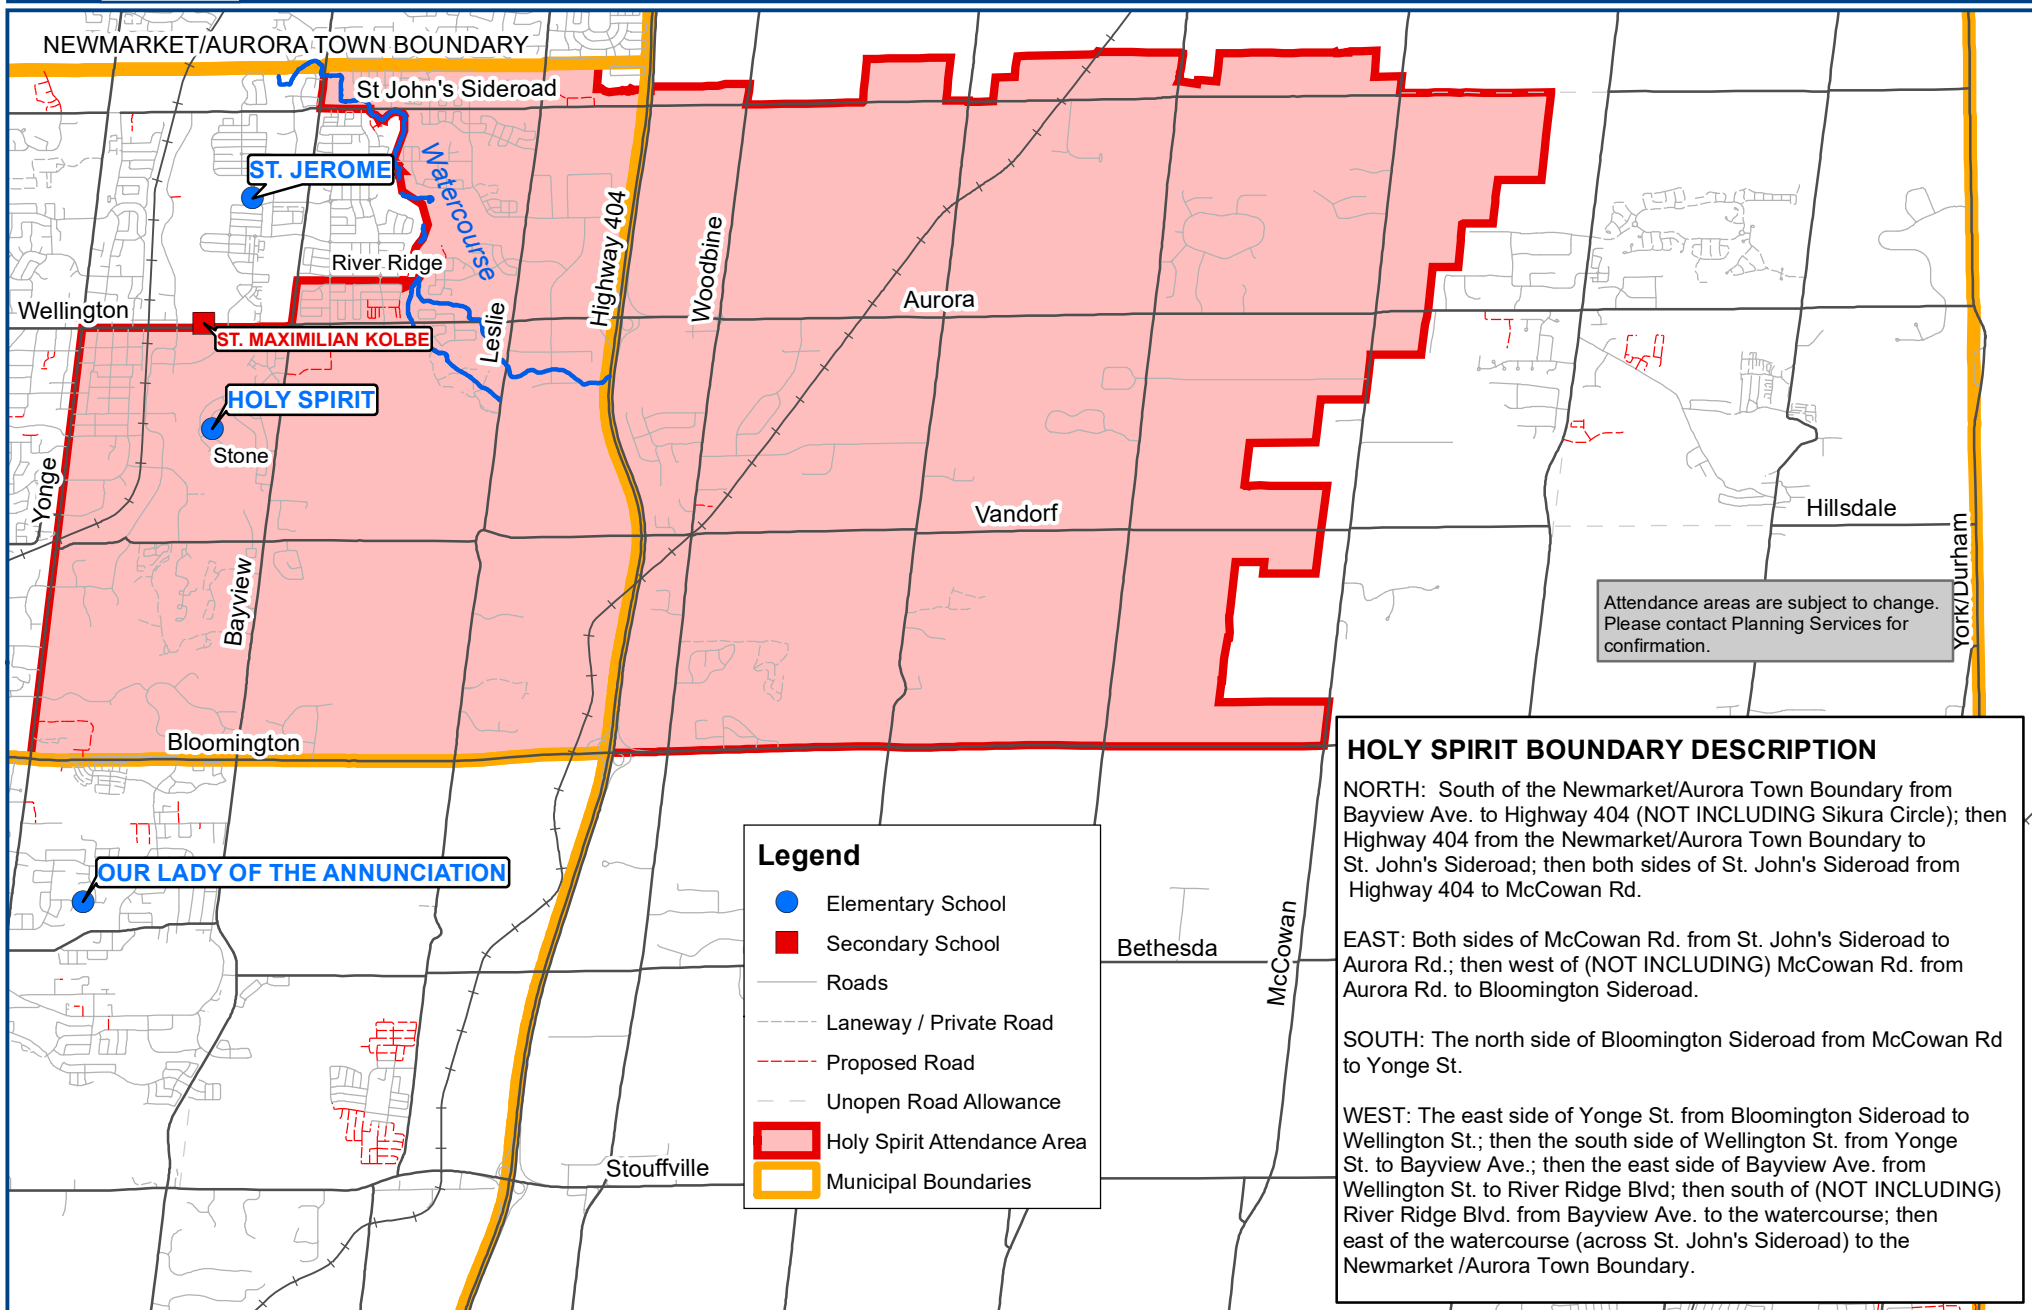 NEWMARKET/AURORA TOWN BOUNDARY
St John's Sideroad
ST. JEROME
Watercourse
Highway 404
Woodbine
River Ridge
Wellington
Aurora
Leslie
ST. MAXIMILIAN KOLBE
HOLY SPIRIT
Stone
Yonge
Vandorf
Hillsdale
Bayview
York/Durham
Attendance areas are subject to change.
Please contact Planning Services for
confirmation.
Bloomington
OUR LADY OF THE ANNUNCIATION
Bethesda
McCowan
Stouffville
Legend
Elementary School
Secondary School
Roads
Laneway / Private Road
Proposed Road
Unopen Road Allowance
Holy Spirit Attendance Area
Municipal Boundaries
HOLY SPIRIT BOUNDARY DESCRIPTION
NORTH: South of the Newmarket/Aurora Town Boundary from
Bayview Ave. to Highway 404 (NOT INCLUDING Sikura Circle); then
Highway 404 from the Newmarket/Aurora Town Boundary to
St. John's Sideroad; then both sides of St. John's Sideroad from
Highway 404 to McCowan Rd.
EAST: Both sides of McCowan Rd. from St. John's Sideroad to
Aurora Rd.; then west of (NOT INCLUDING) McCowan Rd. from
Aurora Rd. to Bloomington Sideroad.
SOUTH: The north side of Bloomington Sideroad from McCowan Rd
to Yonge St.
WEST: The east side of Yonge St. from Bloomington Sideroad to
Wellington St.; then the south side of Wellington St. from Yonge
St. to Bayview Ave.; then the east side of Bayview Ave. from
Wellington St. to River Ridge Blvd; then south of (NOT INCLUDING)
River Ridge Blvd. from Bayview Ave. to the watercourse; then
east of the watercourse (across St. John's Sideroad) to the
Newmarket /Aurora Town Boundary.